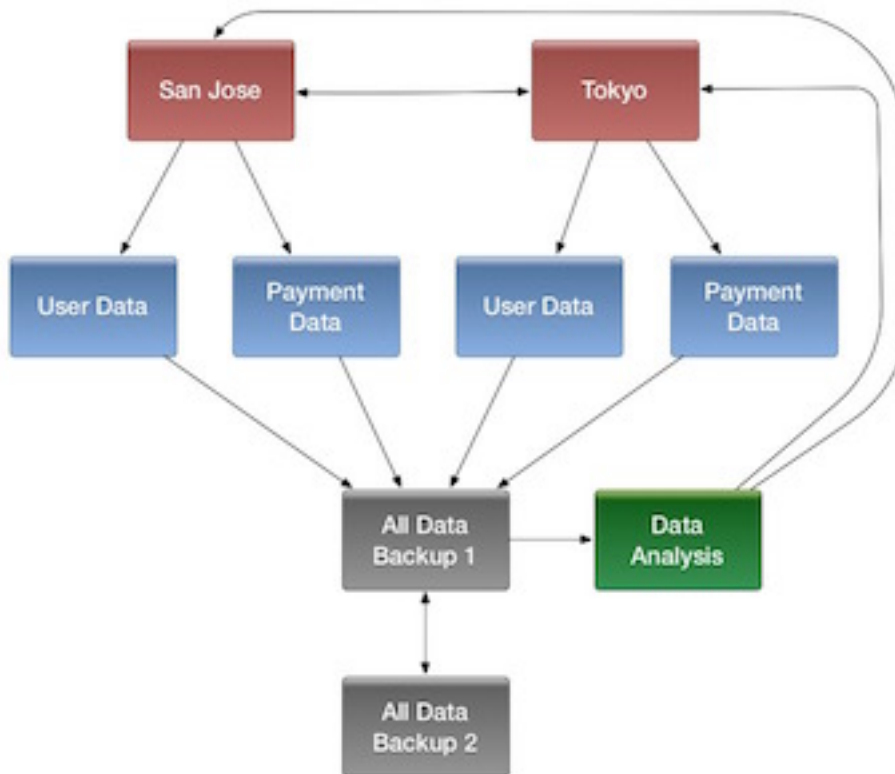 San Jose
Tokyo
User Data
Payment
Data
User Data
Payment
Data
All Data
Backup 1
Data
Analysis
All Data
Backup 2